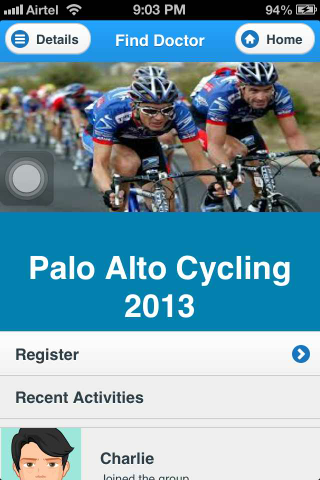 Airtel 9:03 PM 94%
Details Find Doctor Home
Palo Alto Cycling
2013
Register
Recent Activities
Charlie
Joined the group